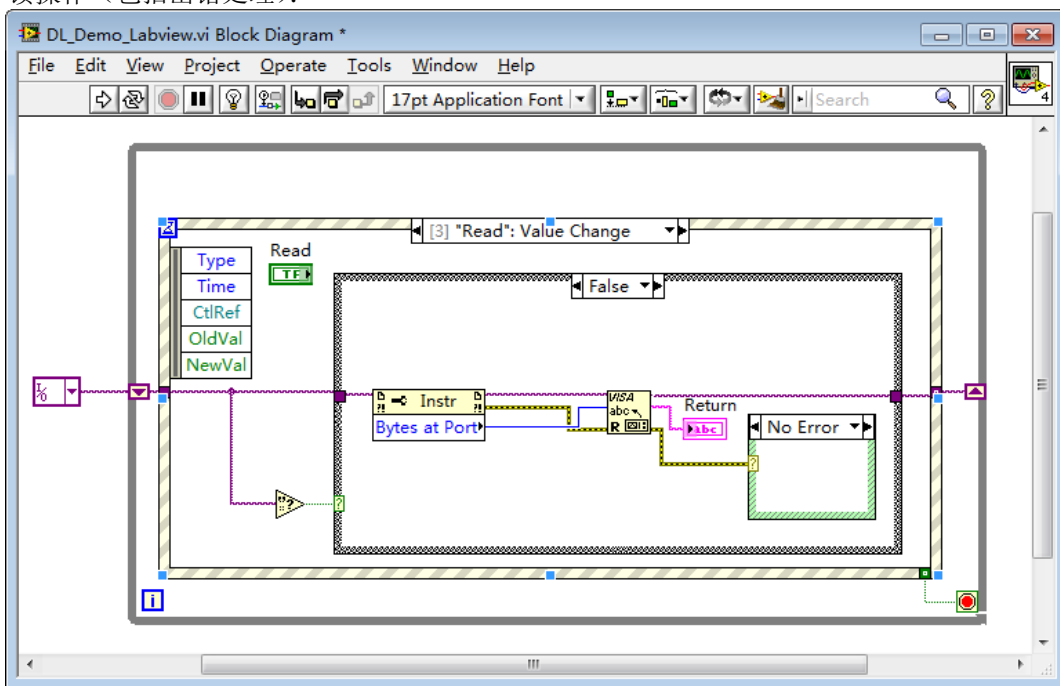 DL_Demo_Labview.vi Block Diagram *
File Edit View Project Operate Tools Window Help
17pt Application Font Search
4
[3] "Read": Value Change
Type
Time
CtlRef
OldVal
NewVal
Read
TF
False
I/O
Instr
Bytes at Port
VISA
abc
R
Return
abc
No Error
?
?
?
i